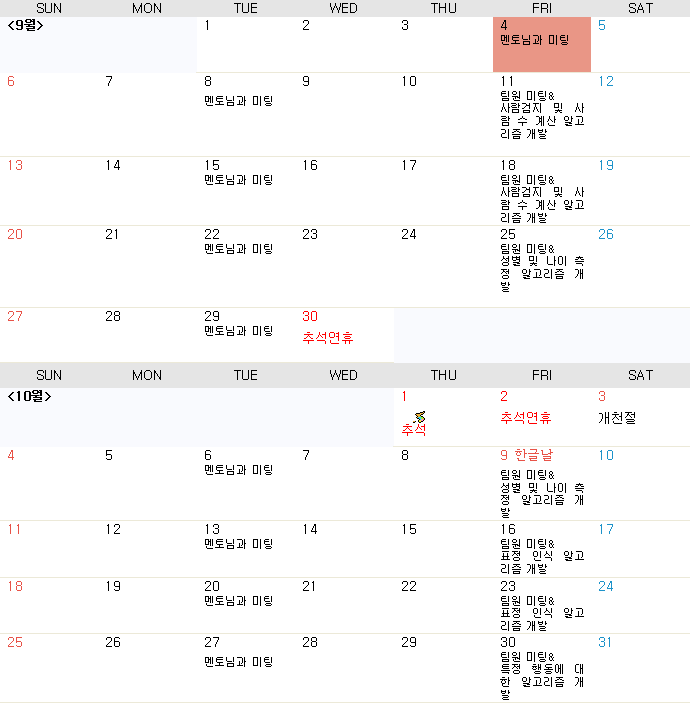 SUN MON TUE WED THU FRI SAT
<9월> 1 2 3 4 5
멘토님과 미팅
6 7 8 9 10 11 12
멘토님과 미팅
팀원 미팅&
사람검지 및 사
람 수 계산 알고
리즘 개발
13 14 15 16 17 18 19
멘토님과 미팅
팀원 미팅&
사람검지 및 사
람 수 계산 알고
리즘 개발
20 21 22 23 24 25 26
멘토님과 미팅
팀원 미팅&
성별 및 나이 측
정 알고리즘 개
발
27 28 29 30
멘토님과 미팅
추석연휴
SUN MON TUE WED THU FRI SAT
<10월> 1 2 3
추석
추석연휴
개천절
4 5 6 7 8 9 한글날 10
멘토님과 미팅
팀원 미팅&
성별 및 나이 측
정 알고리즘 개
발
11 12 13 14 15 16 17
멘토님과 미팅
팀원 미팅&
표정 인식 알고
리즘 개발
18 19 20 21 22 23 24
멘토님과 미팅
팀원 미팅&
표정 인식 알고
리즘 개발
25 26 27 28 29 30 31
멘토님과 미팅
팀원 미팅&
특정 행동에 대
한 알고리즘 개
발